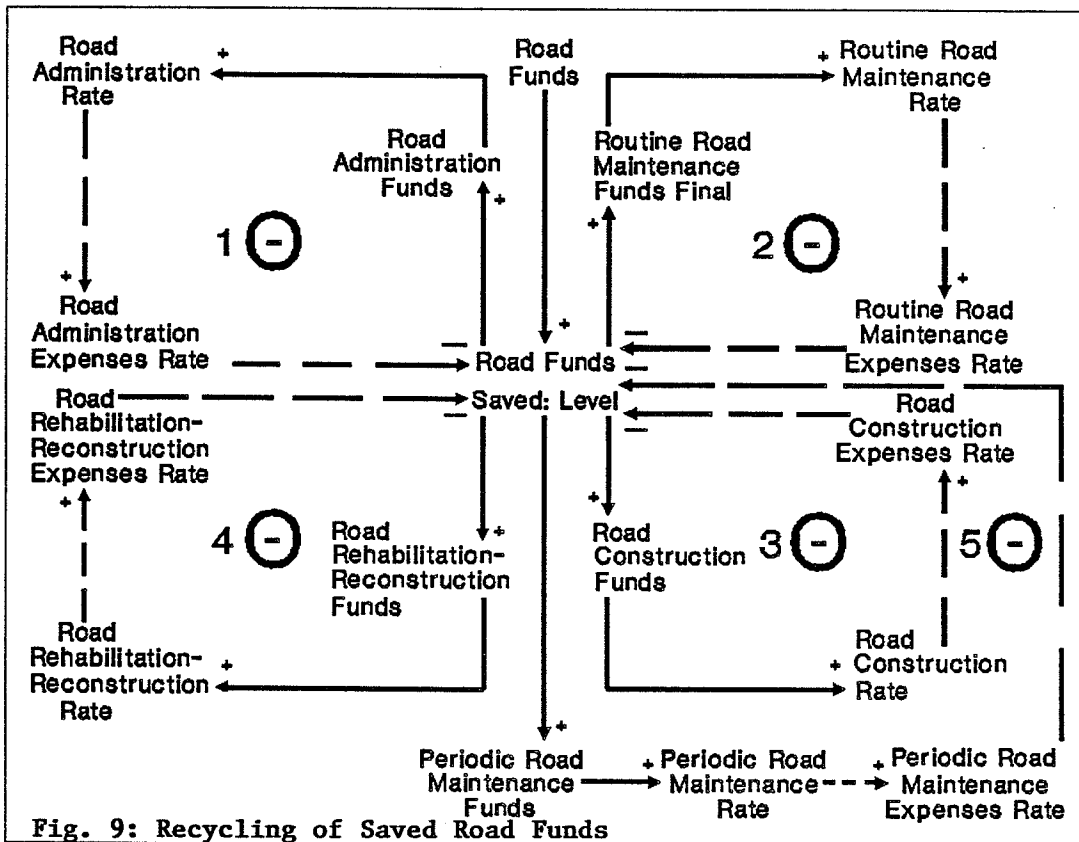 Road
Administration
Rate
+
Road
Funds
+
Routine Road
Maintenance
Rate
Road
Administration
Funds
+
Routine Road
Maintenance
Funds Final
+
1 -
2 -
+
Road
Administration
Expenses Rate
+
Routine Road
Maintenance
Expenses Rate
+
Road Funds
Saved: Level
Road
Rehabilitation-
Reconstruction
Expenses Rate
+
Road
Construction
Expenses Rate
+
4 -
Road
Rehabilitation-
Reconstruction
Funds
+
Road
Construction
Funds
+
3 -
5 -
Road
Rehabilitation-
Reconstruction
Rate
+
Road
Construction
Rate
+
Periodic Road
Maintenance
Funds
+
Periodic Road
Maintenance
Rate
+
Periodic Road
Maintenance
Expenses Rate
+
Fig. 9: Recycling of Saved Road Funds